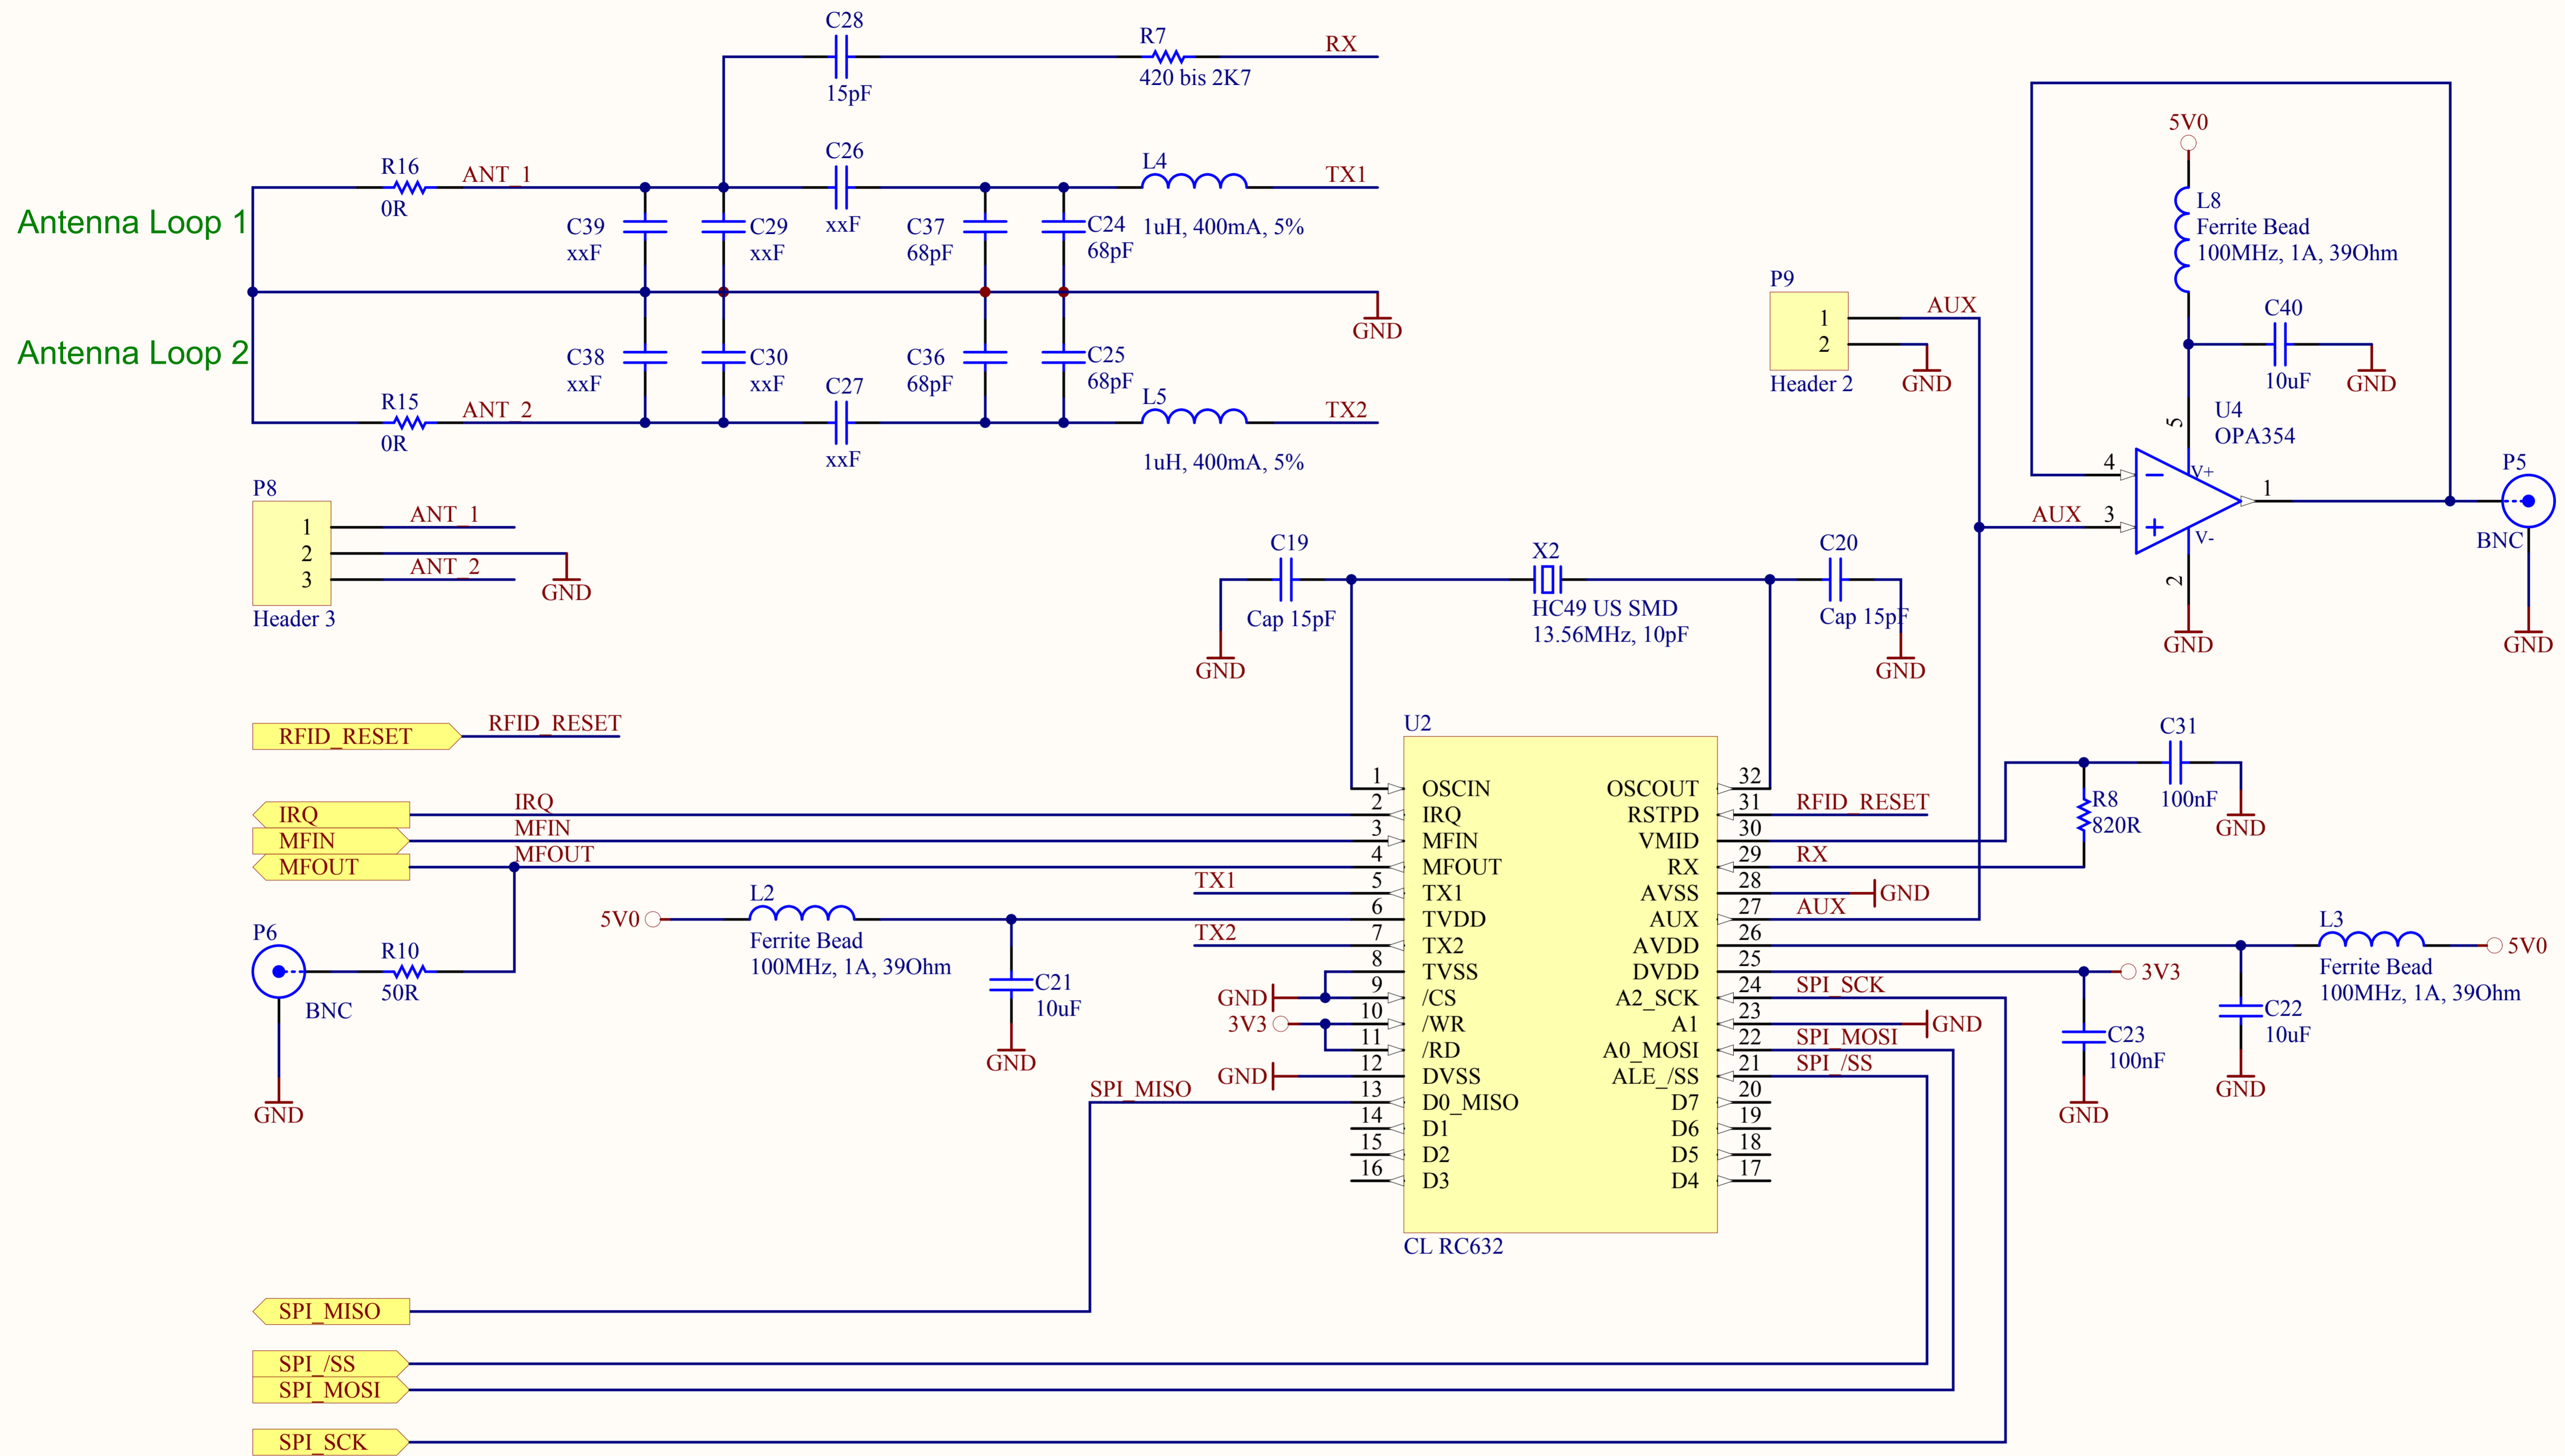 C28
15pF
R7
420 bis 2K7
RX
R16
0R
ANT_1
C26
xxF
L4
1uH, 400mA, 5%
TX1
Antenna Loop 1
C39
xxF
C29
xxF
C37
68pF
C24
68pF
GND
Antenna Loop 2
C38
xxF
C30
xxF
C36
68pF
C25
68pF
R15
0R
ANT_2
C27
xxF
L5
1uH, 400mA, 5%
TX2
P8
1
2
3
Header 3
ANT_1
ANT_2
GND
P9
1
2
Header 2
AUX
GND
5V0
L8
Ferrite Bead
100MHz, 1A, 39Ohm
C40
10uF
GND
U4
OPA354
5
4
V+
AUX
3
V-
2
1
GND
P5
BNC
GND
C19
Cap 15pF
GND
X2
HC49 US SMD
13.56MHz, 10pF
C20
Cap 15pF
GND
RFID_RESET
RFID_RESET
IRQ
IRQ
MFIN
MFIN
MFOUT
MFOUT
P6
BNC
GND
R10
50R
5V0
L2
Ferrite Bead
100MHz, 1A, 39Ohm
C21
10uF
GND
TX1
TX2
GND
3V3
GND
SPI_MISO
U2
1 OSCIN
2 IRQ
3 MFIN
4 MFOUT
5 TX1
6 TVDD
7 TX2
8 TVSS
9 /CS
10 /WR
11 /RD
12 DVSS
13 D0_MISO
14 D1
15 D2
16 D3
OSCOUT 32
RSTPD 31
VMID 30
RX 29
AVSS 28
AUX 27
AVDD 26
DVDD 25
A2_SCK 24
A1 23
A0_MOSI 22
ALE_/SS 21
D7 20
D6 19
D5 18
D4 17
CL RC632
RFID_RESET
RX
GND
AUX
SPI_SCK
GND
SPI_MOSI
SPI_/SS
C31
100nF
GND
R8
820R
L3
Ferrite Bead
100MHz, 1A, 39Ohm
5V0
3V3
C22
10uF
GND
C23
100nF
GND
SPI_MISO
SPI_/SS
SPI_MOSI
SPI_SCK